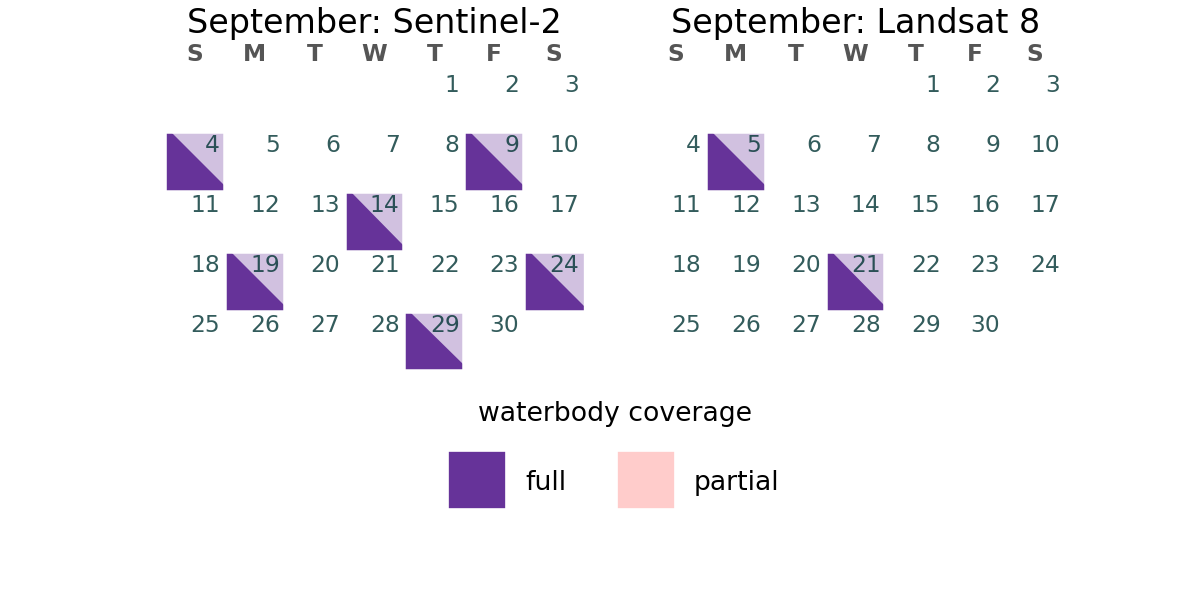 September: Sentinel-2
S M T W T F S
1 2 3
4 5 6 7 8 9 10
11 12 13 14 15 16 17
18 19 20 21 22 23 24
25 26 27 28 29 30
September: Landsat 8
S M T W T F S
1 2 3
4 5 6 7 8 9 10
11 12 13 14 15 16 17
18 19 20 21 22 23 24
25 26 27 28 29 30
waterbody coverage
full partial